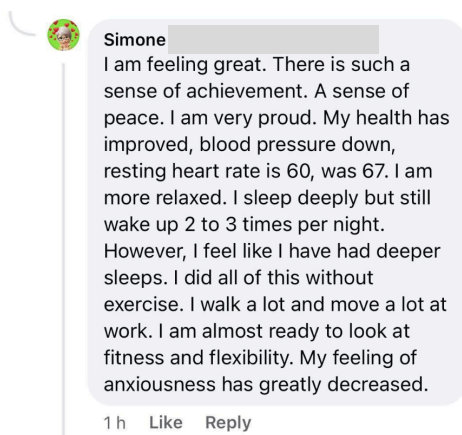 Simone
I am feeling great. There is such a
sense of achievement. A sense of
peace. I am very proud. My health has
improved, blood pressure down,
resting heart rate is 60, was 67. I am
more relaxed. I sleep deeply but still
wake up 2 to 3 times per night.
However, I feel like I have had deeper
sleeps. I did all of this without
exercise. I walk a lot and move a lot at
work. I am almost ready to look at
fitness and flexibility. My feeling of
anxiousness has greatly decreased.
1 h Like Reply